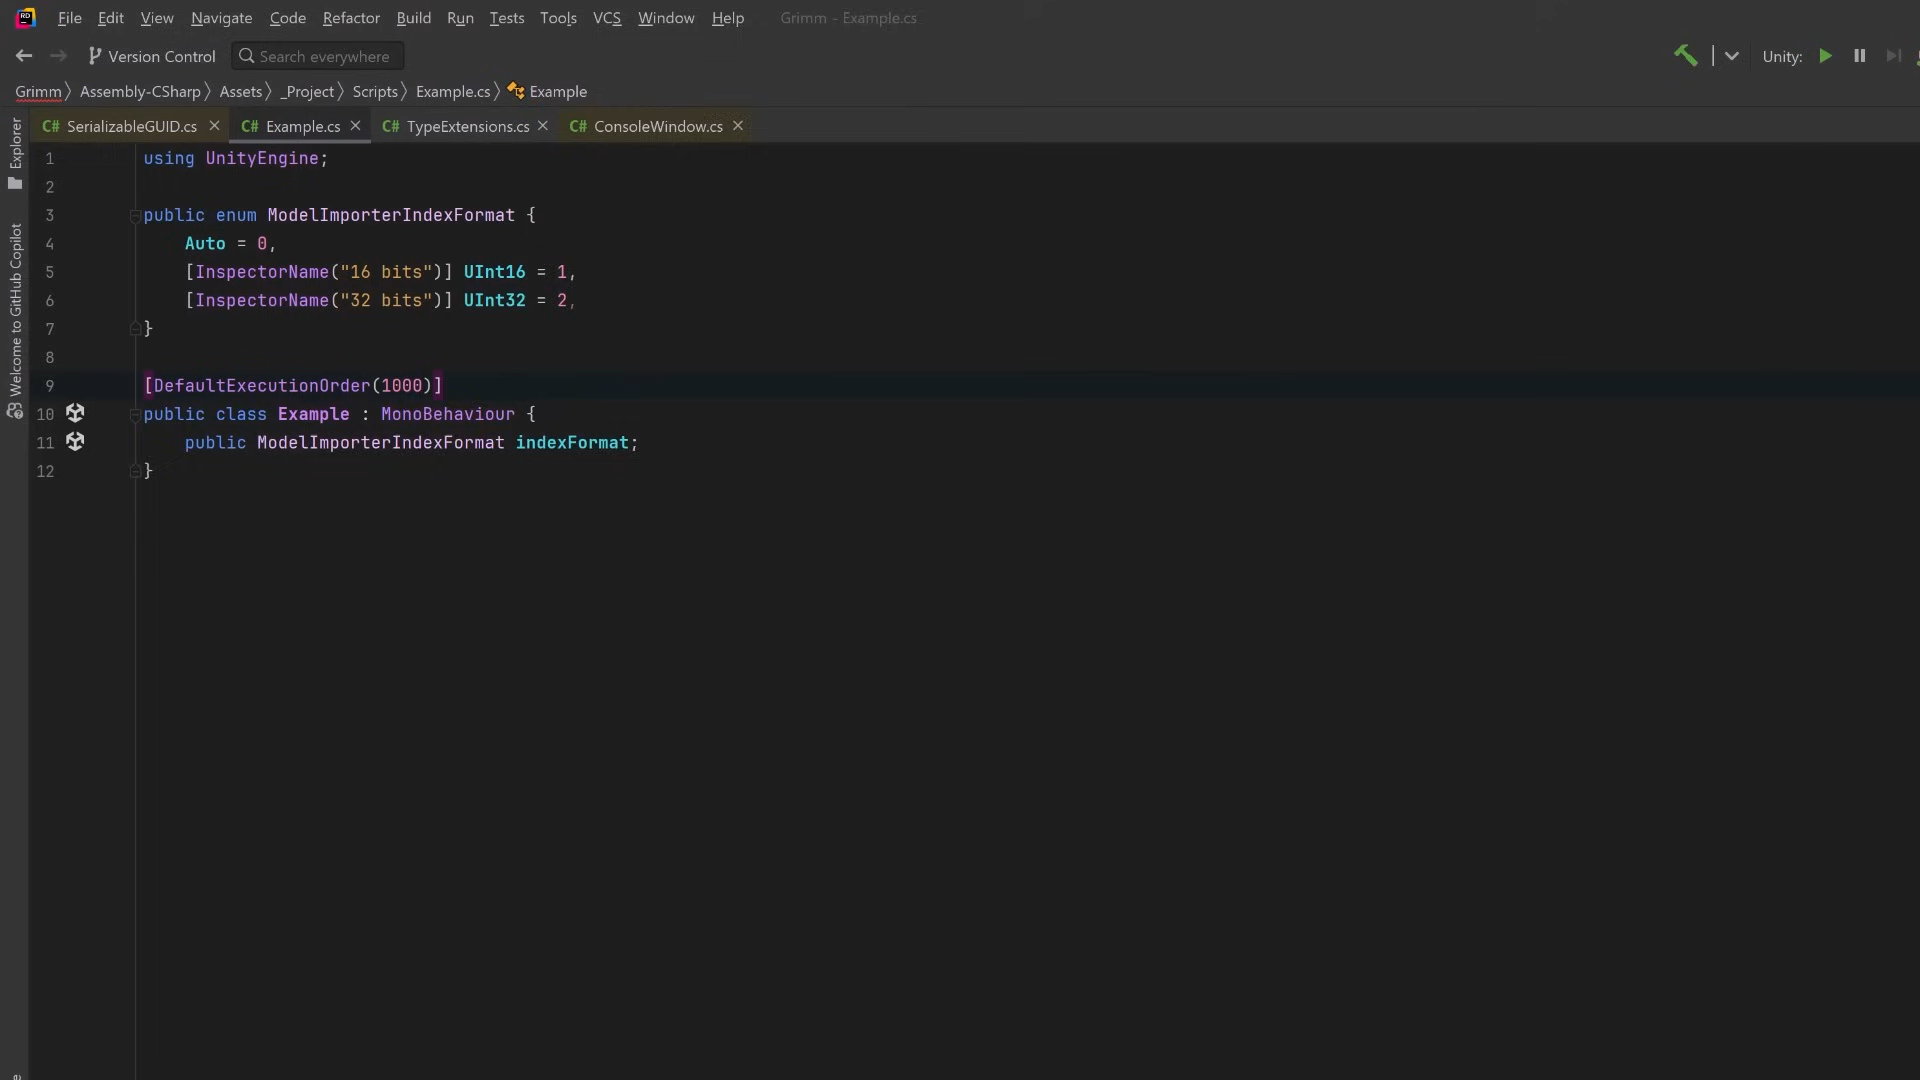 File Edit View Navigate Code Refactor Build Run Tests Tools VCS Window Help Grimm – Example.cs
Version Control Search everywhere Unity:
Grimm Assembly-CSharp Assets _Project Scripts Example.cs Example
C# SerializableGUID.cs C# Example.cs C# TypeExtensions.cs C# ConsoleWindow.cs
Explorer
Welcome to GitHub Copilot
1 using UnityEngine;
2
3 public enum ModelImporterIndexFormat {
4 Auto = 0,
5 [InspectorName("16 bits")] UInt16 = 1,
6 [InspectorName("32 bits")] UInt32 = 2,
7 }
8
9 [DefaultExecutionOrder(1000)]
10 public class Example : MonoBehaviour {
11 public ModelImporterIndexFormat indexFormat;
12 }